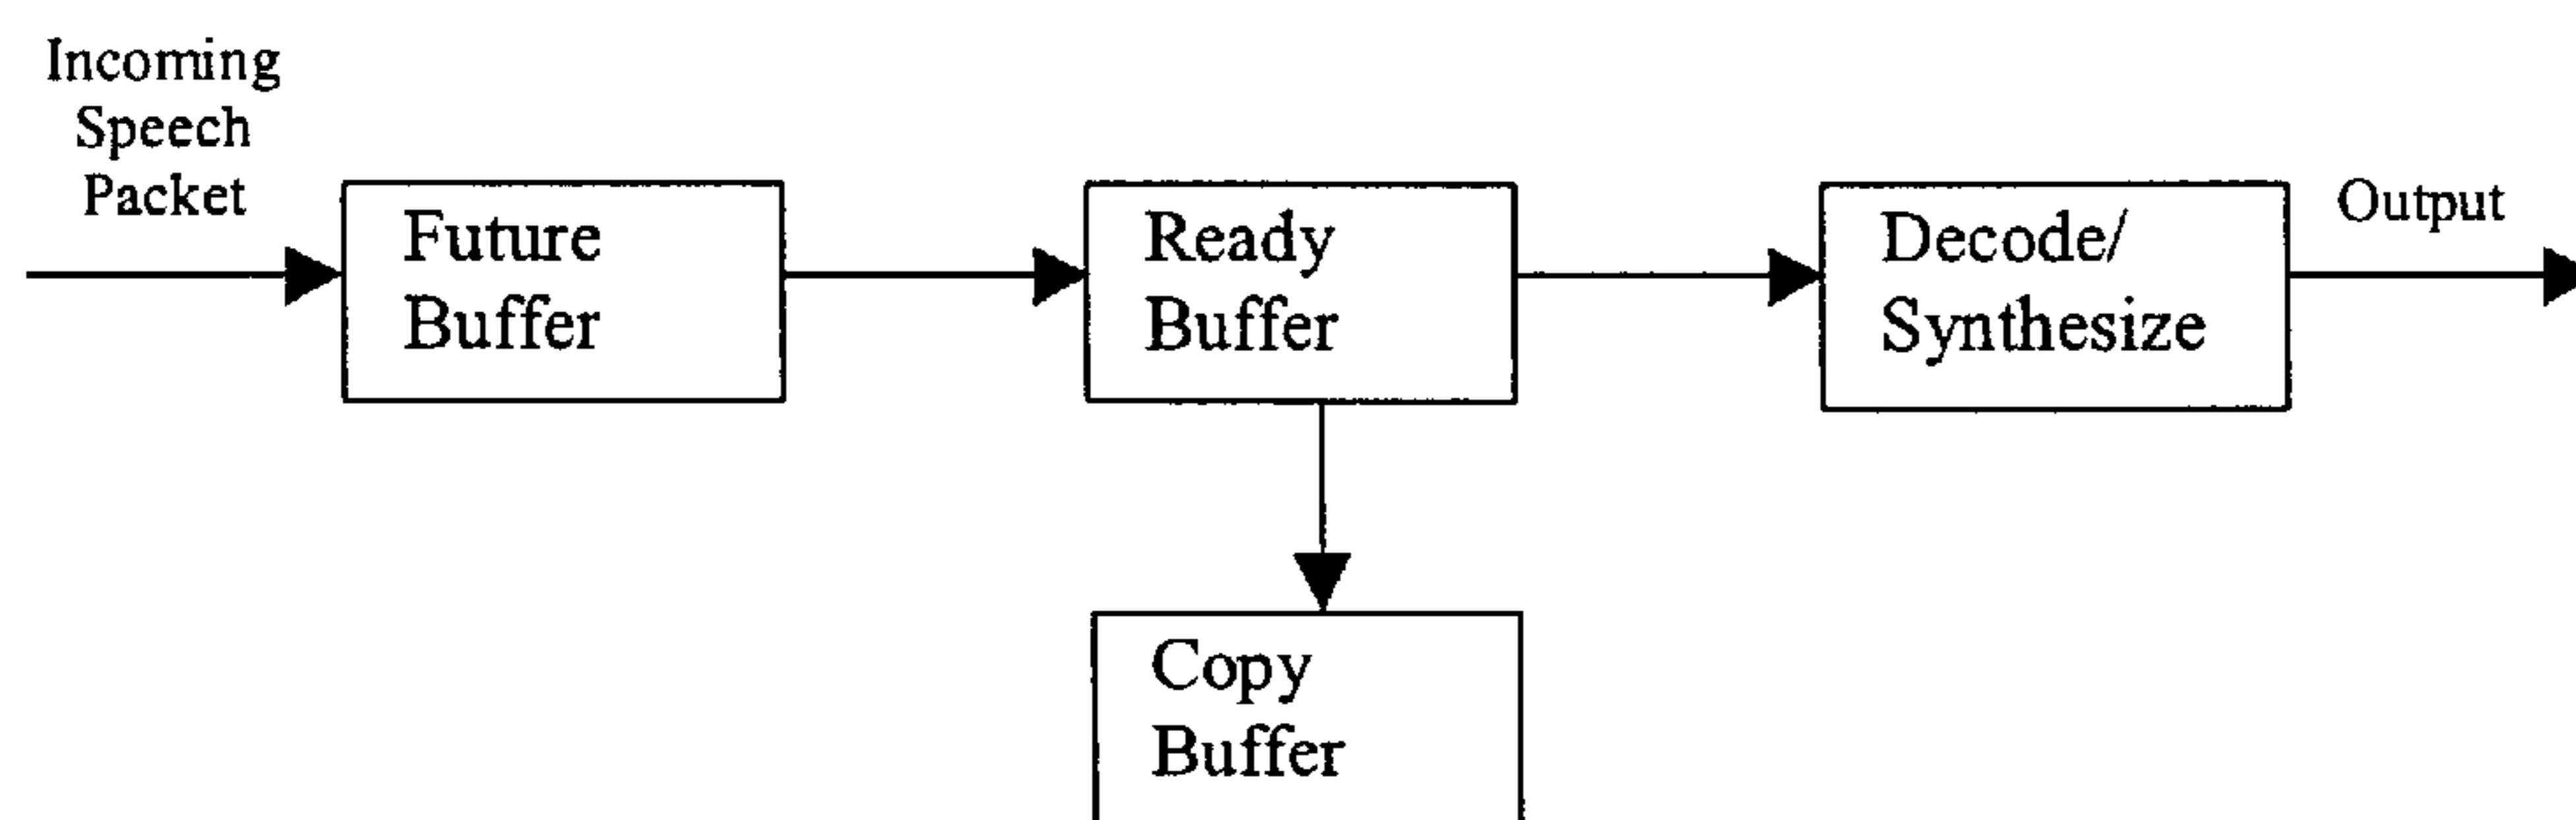 Incoming
Speech
Packet
Future
Buffer
Ready
Buffer
Decode/
Synthesize
Output
Copy
Buffer